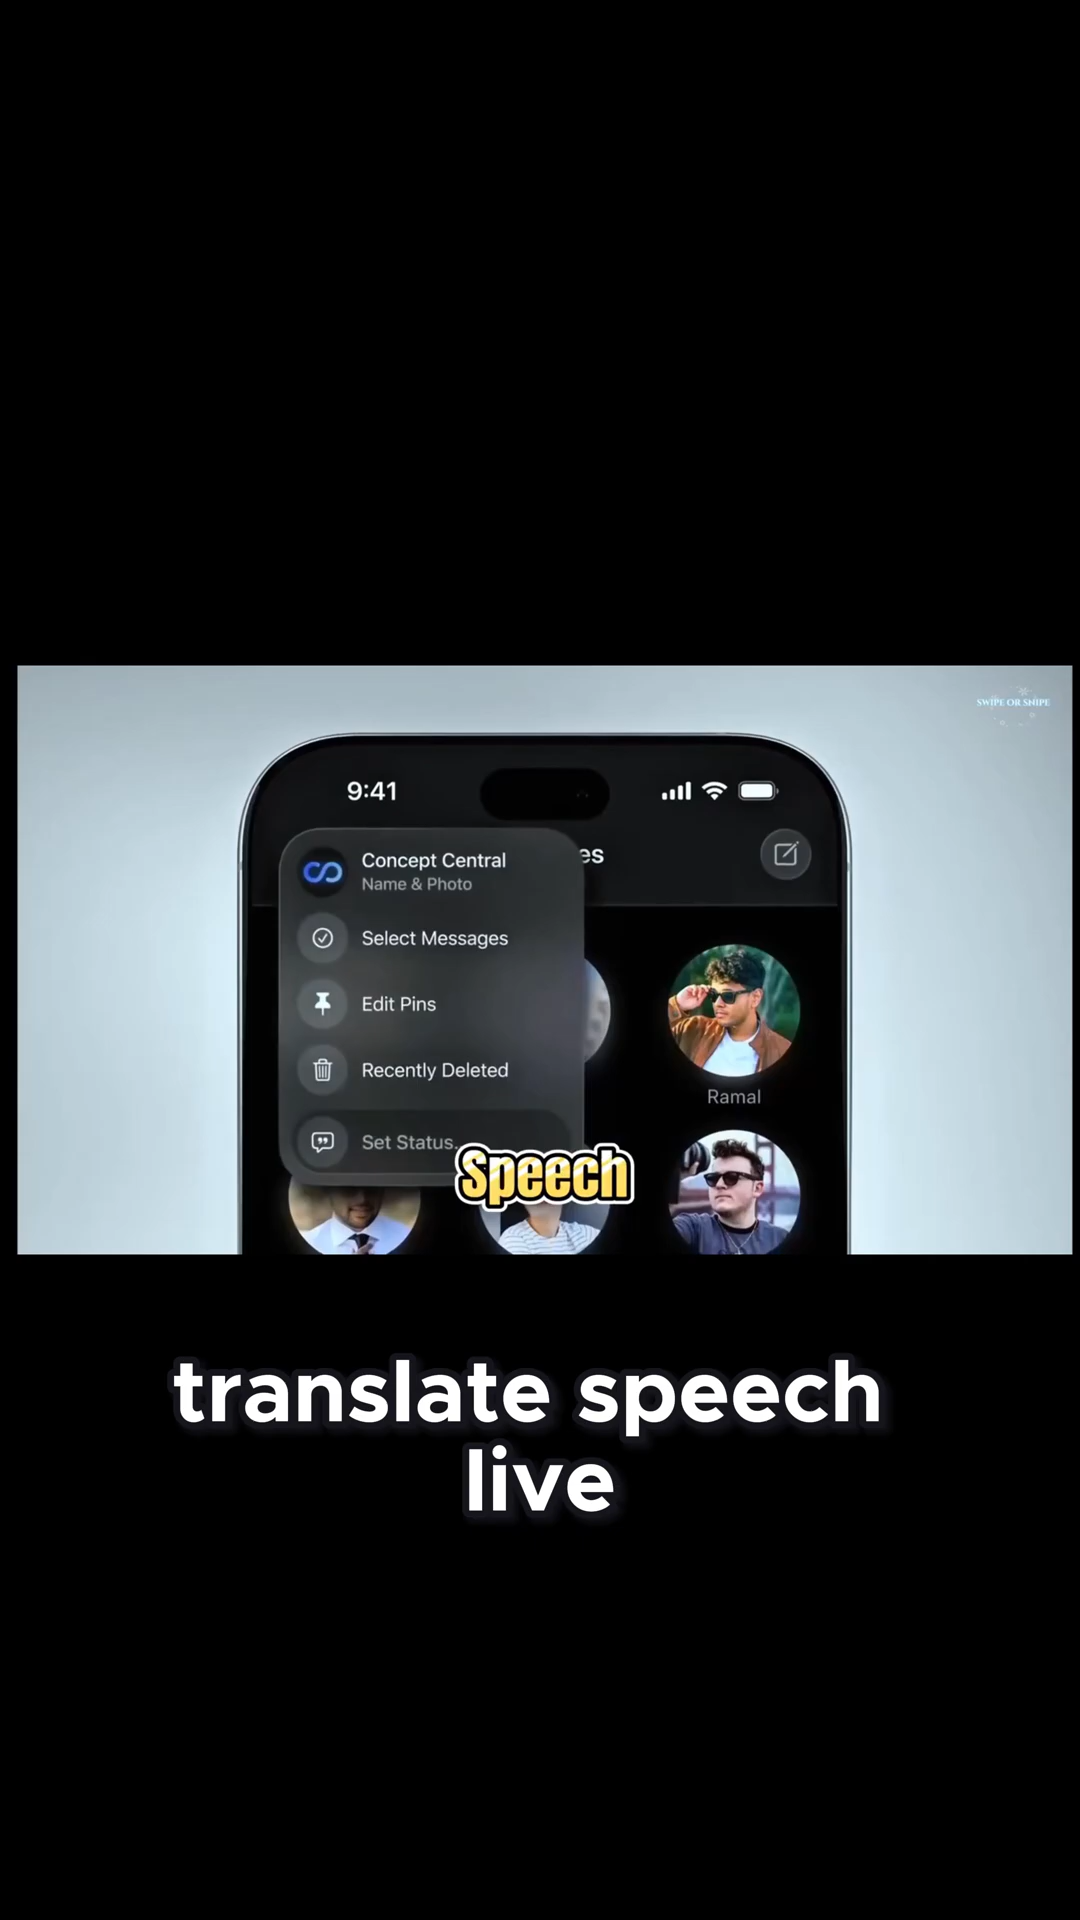 SWIPE OR SNIPE
9:41
es
Concept Central
Name & Photo
Select Messages
Edit Pins
Recently Deleted
Set Status...
Ramal
Speech
translate speech
live